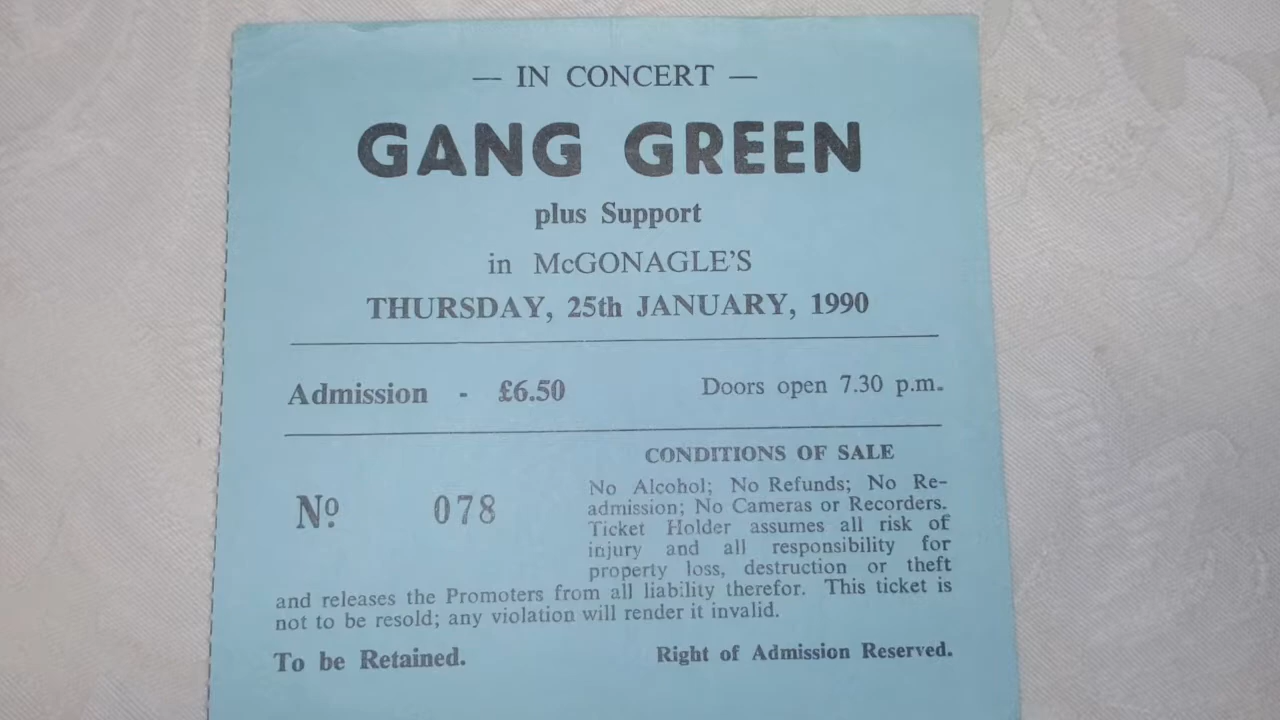 — IN CONCERT —
GANG GREEN
plus Support
in McGONAGLE'S
THURSDAY, 25th JANUARY, 1990
Admission - £6.50 Doors open 7.30 p.m.
CONDITIONS OF SALE
Nº 078
No Alcohol; No Refunds; No Re-
admission; No Cameras or Recorders.
Ticket Holder assumes all risk of
injury and all responsibility for
property loss, destruction or theft
and releases the Promoters from all liability therefor. This ticket is
not to be resold; any violation will render it invalid.
To be Retained. Right of Admission Reserved.